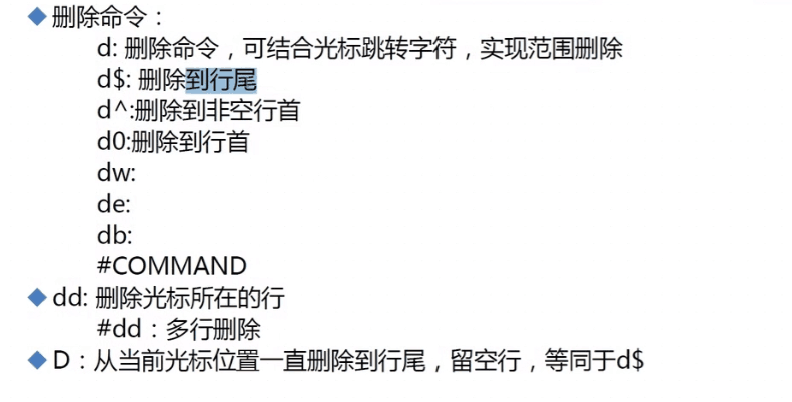 删除命令：
d: 删除命令，可结合光标跳转字符，实现范围删除
d$: 删除到行尾
d^:删除到非空行首
d0:删除到行首
dw:
de:
db:
#COMMAND
dd: 删除光标所在的行
#dd：多行删除
D：从当前光标位置一直删除到行尾，留空行，等同于d$